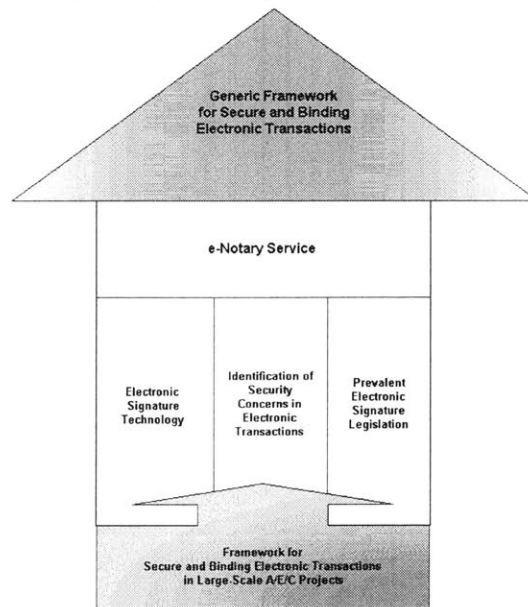 Generic Framework
for Secure and Binding
Electronic Transactions
e-Notary Service
Electronic
Signature
Technology
Identification of
Security
Concerns in
Electronic
Transactions
Prevalent
Electronic
Signature
Legislation
Framework for
Secure and Binding Electronic Transactions
in Large-Scale A/E/C Projects